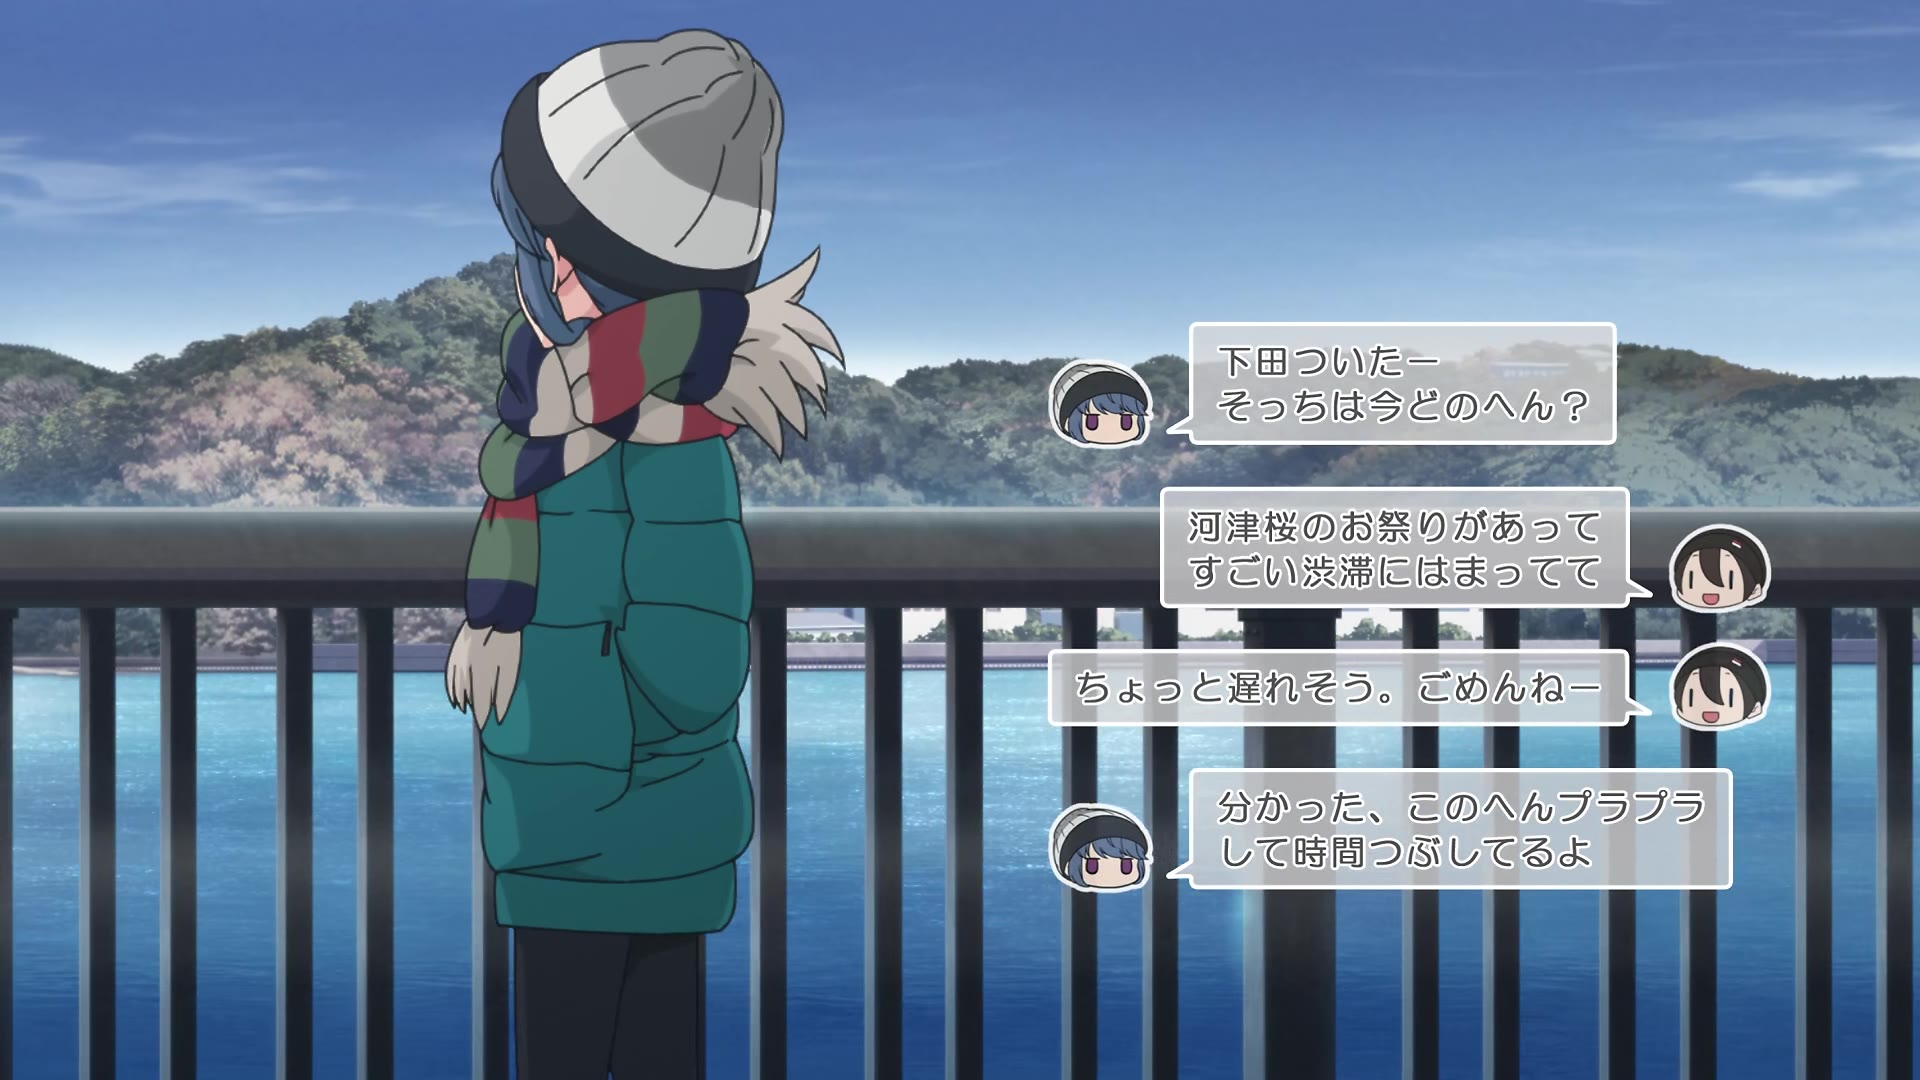 下田ついたー
そっちは今どのへん？
河津桜のお祭りがあって
すごい渋滞にはまってて
ちょっと遅れそう。ごめんねー
分かった、このへんプラプラ
して時間つぶしてるよ